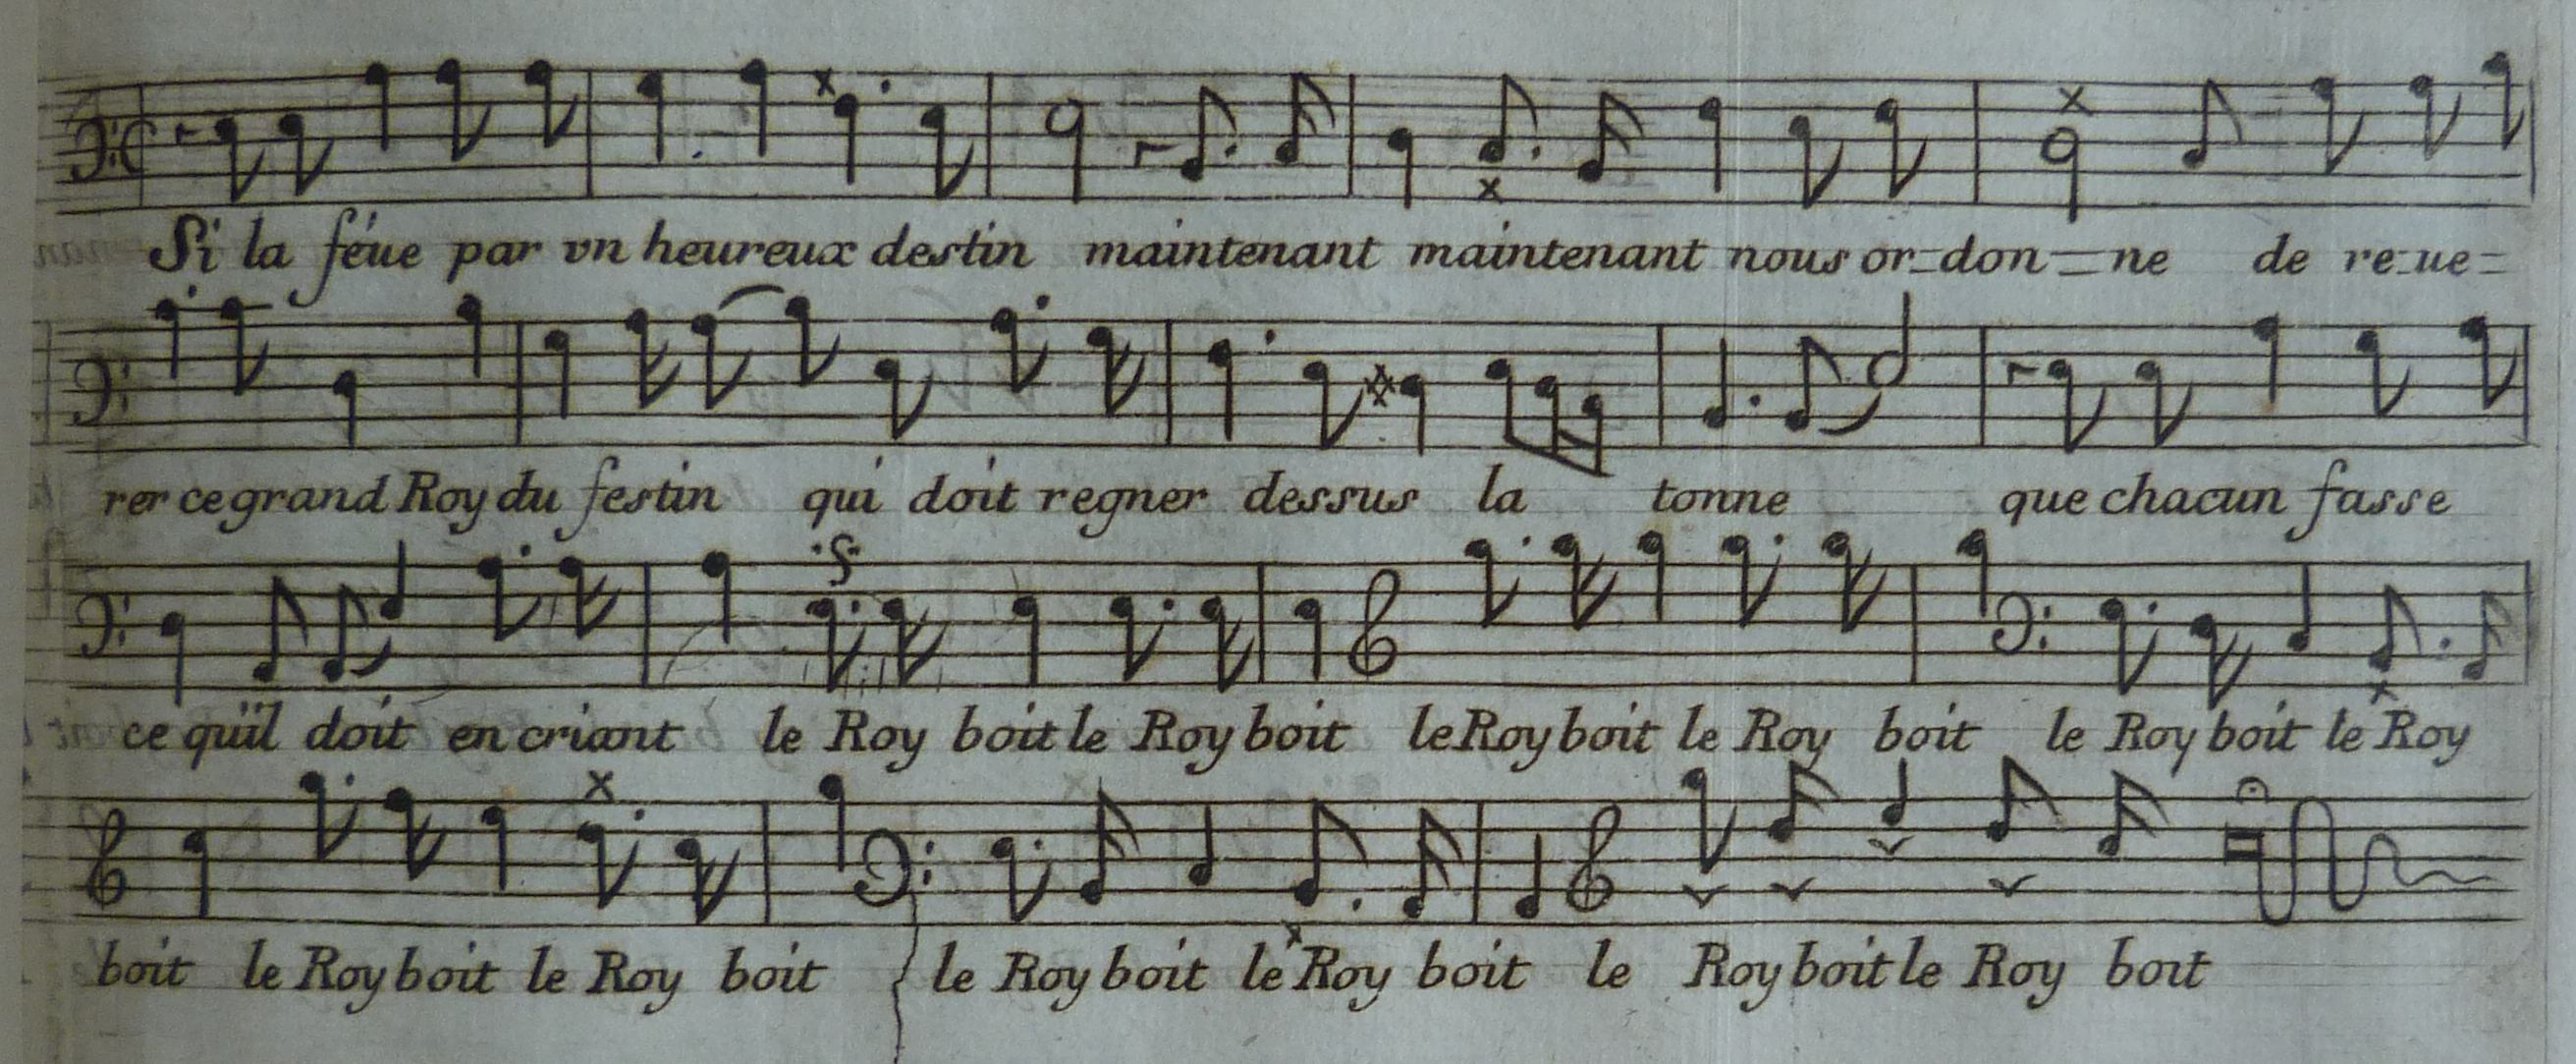 Si la féue par vn heureux destin maintenant maintenant nous or-don-ne de re-ue-
rer ce grand Roy du festin qui doit regner dessus la tonne que chacun fasse
ce qüil doit en criant le Roy boit le Roy boit le Roy boit le Roy boit le Roy boit le Roy
boit le Roy boit le Roy boit le Roy boit le Roy boit le Roy boit le Roy boit